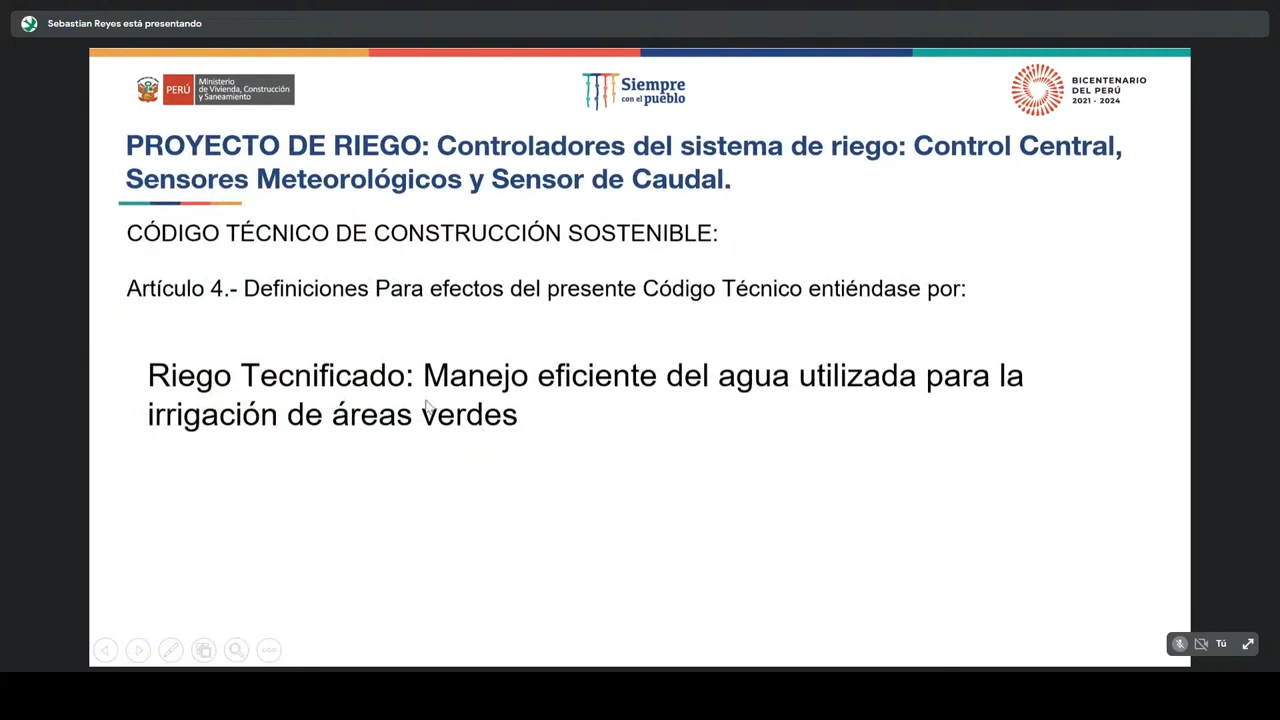 Sebastian Reyes está presentando
PERÚ
Ministerio
de Vivienda, Construcción
y Saneamiento
Siempre
con el pueblo
BICENTENARIO
DEL PERÚ
2021 - 2024
PROYECTO DE RIEGO: Controladores del sistema de riego: Control Central,
Sensores Meteorológicos y Sensor de Caudal.
CÓDIGO TÉCNICO DE CONSTRUCCIÓN SOSTENIBLE:
Artículo 4.- Definiciones Para efectos del presente Código Técnico entiéndase por:
Riego Tecnificado: Manejo eficiente del agua utilizada para la
irrigación de áreas verdes
Tú